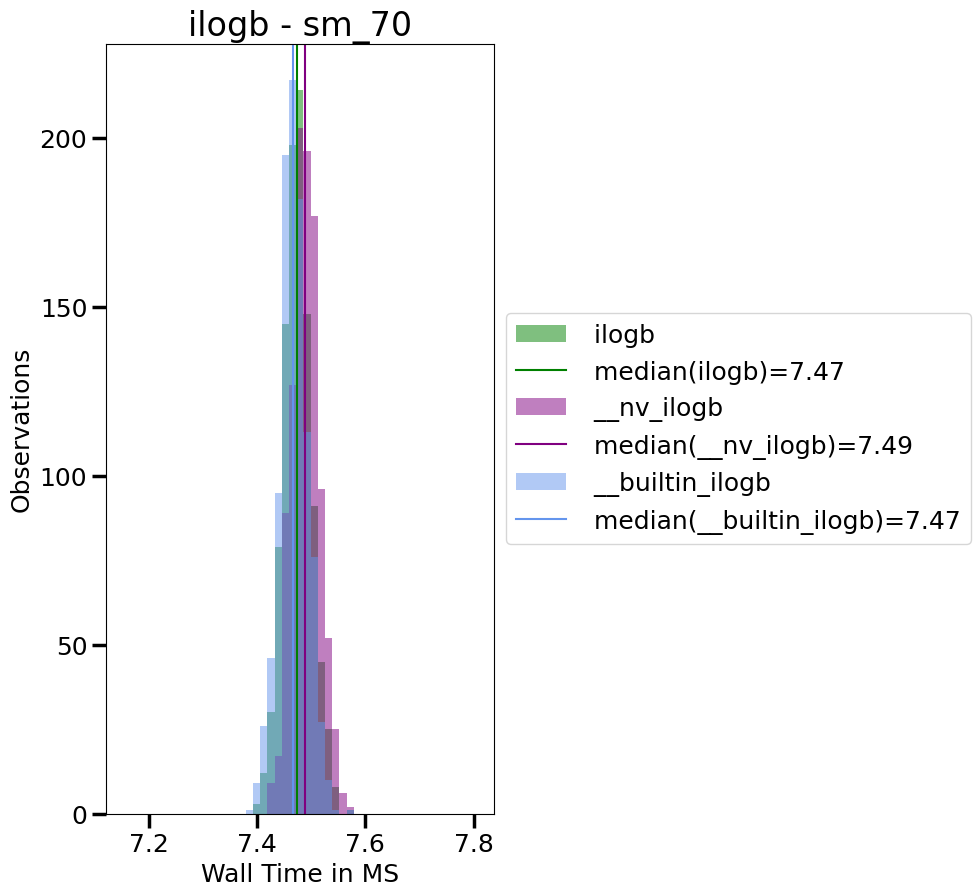 ilogb - sm_70
Observations
200
150
100
50
0
7.2
7.4
7.6
7.8
Wall Time in MS
ilogb
median(ilogb)=7.47
__nv_ilogb
median(__nv_ilogb)=7.49
__builtin_ilogb
median(__builtin_ilogb)=7.47